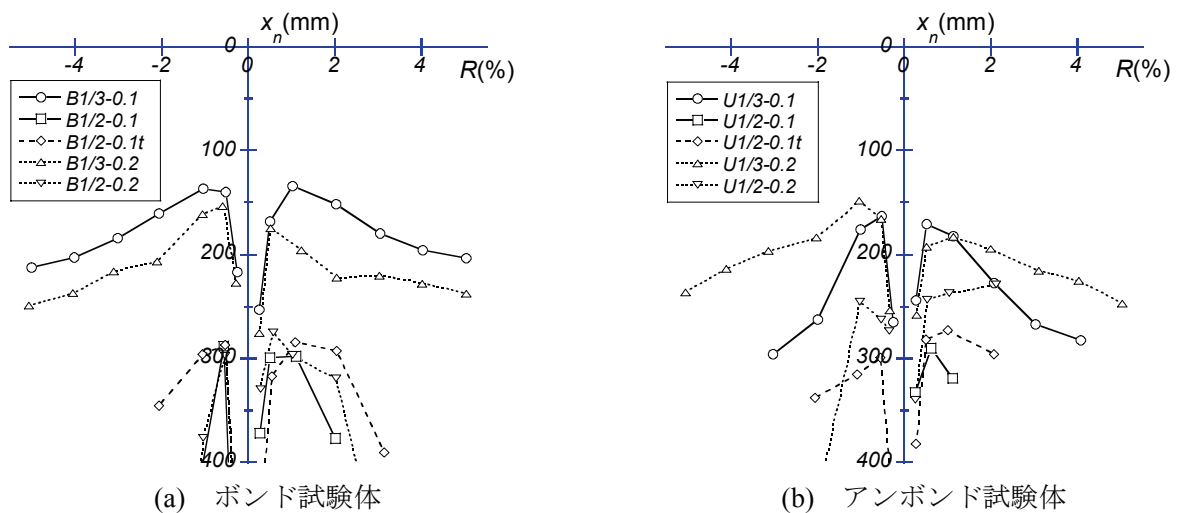 x_n(mm)
0
-4 -2 0 2 4
R(%)
B1/3-0.1
B1/2-0.1
B1/2-0.1t
B1/3-0.2
B1/2-0.2
100
200
300
400
(a) ボンド試験体
x_n(mm)
0
-4 -2 0 2 4
R(%)
U1/3-0.1
U1/2-0.1
U1/2-0.1t
U1/3-0.2
U1/2-0.2
100
200
300
400
(b) アンボンド試験体